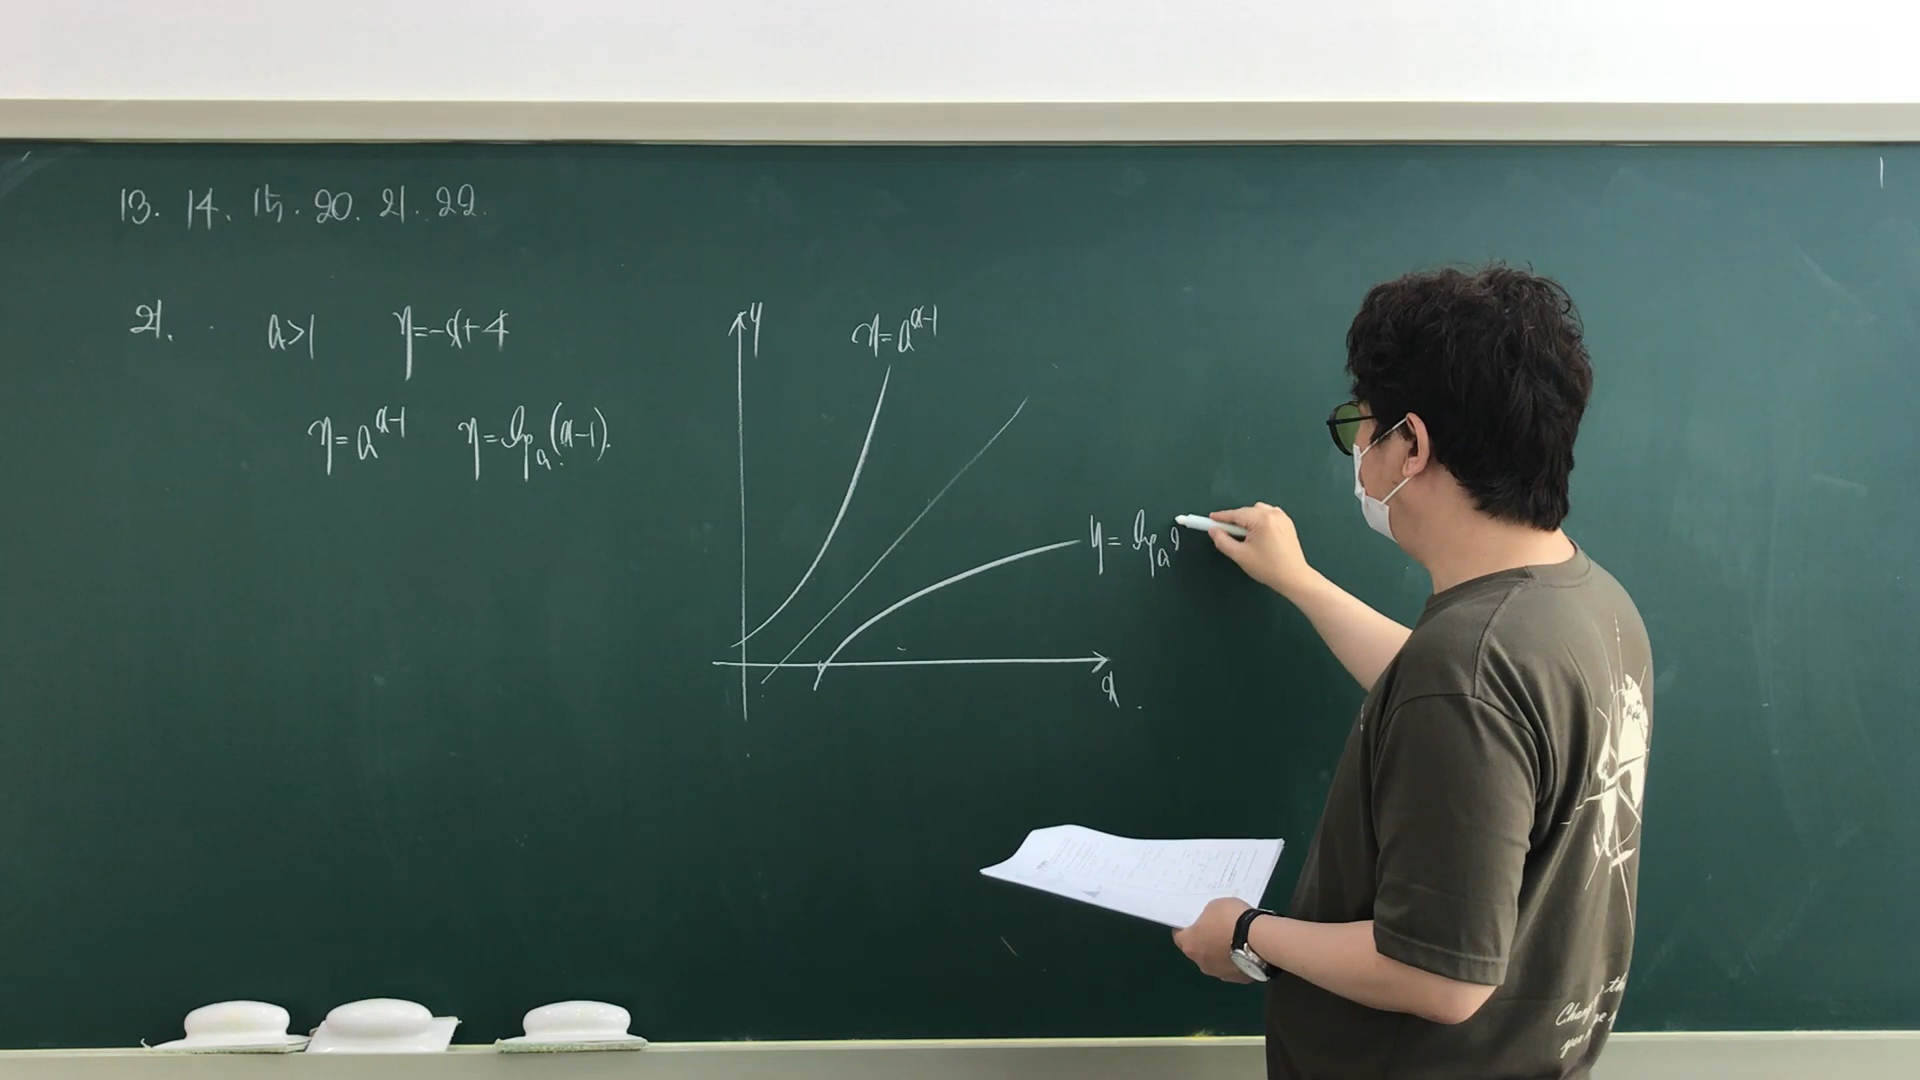 13. 14. 15. 20. 21. 22.
21. a>1 y=-x+4
y=a^{x-1} y=log_a(x-1).
y
y=a^{x-1}
y=log_a
x